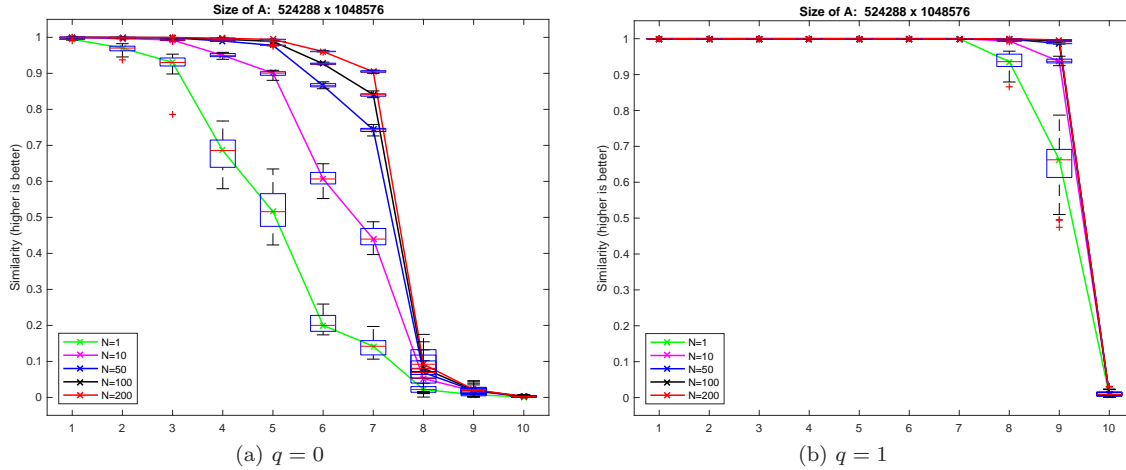 Size of A: 524288 x 1048576
Similarity (higher is better)
1
0.9
0.8
0.7
0.6
0.5
0.4
0.3
0.2
0.1
0
N=1
N=10
N=50
N=100
N=200
1 2 3 4 5 6 7 8 9 10
(a) q = 0
Size of A: 524288 x 1048576
Similarity (higher is better)
1
0.9
0.8
0.7
0.6
0.5
0.4
0.3
0.2
0.1
0
N=1
N=10
N=50
N=100
N=200
1 2 3 4 5 6 7 8 9 10
(b) q = 1